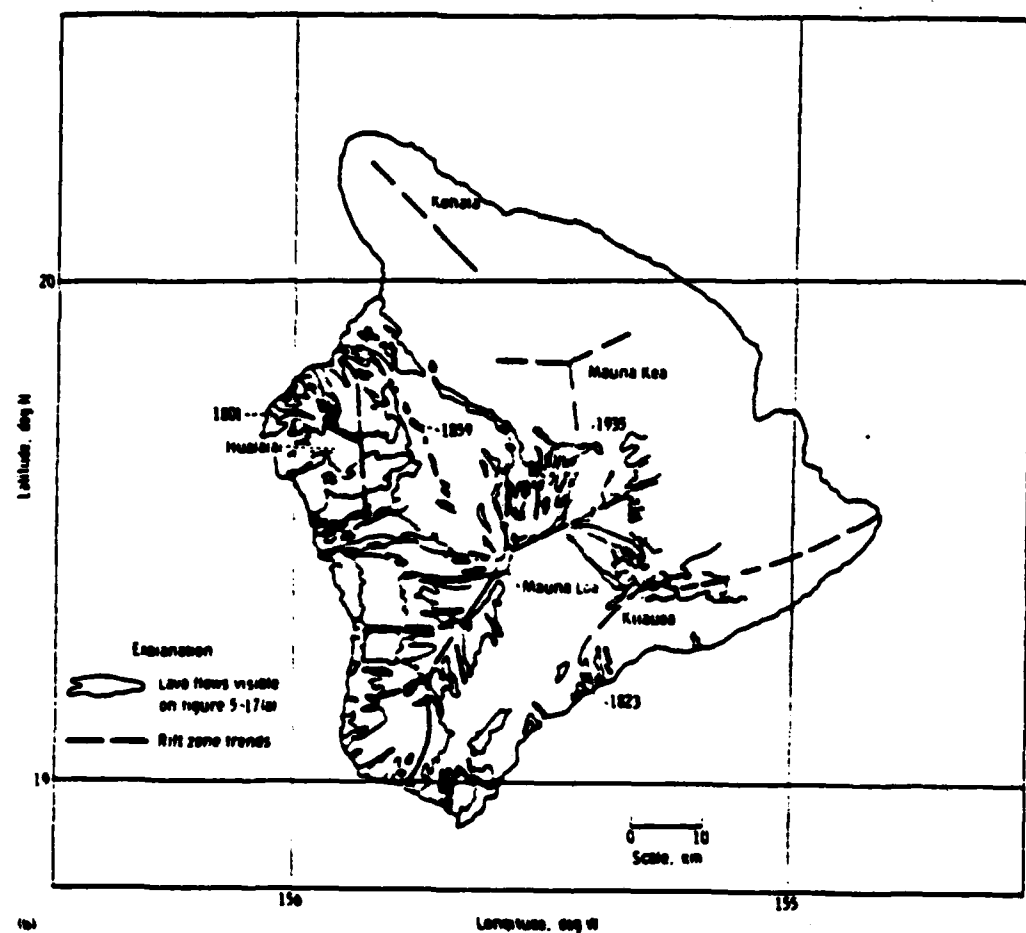 Kohala
20
Mauna Kea
1801
1859
1935
Hualalai
Latitude, deg N
Mauna Loa
Kilauea
Explanation
Lava flows visible
on figure 5-17(a)
1823
Rift zone trends
19
0 10
Scale, km
156
155
(b)
Longitude, deg W